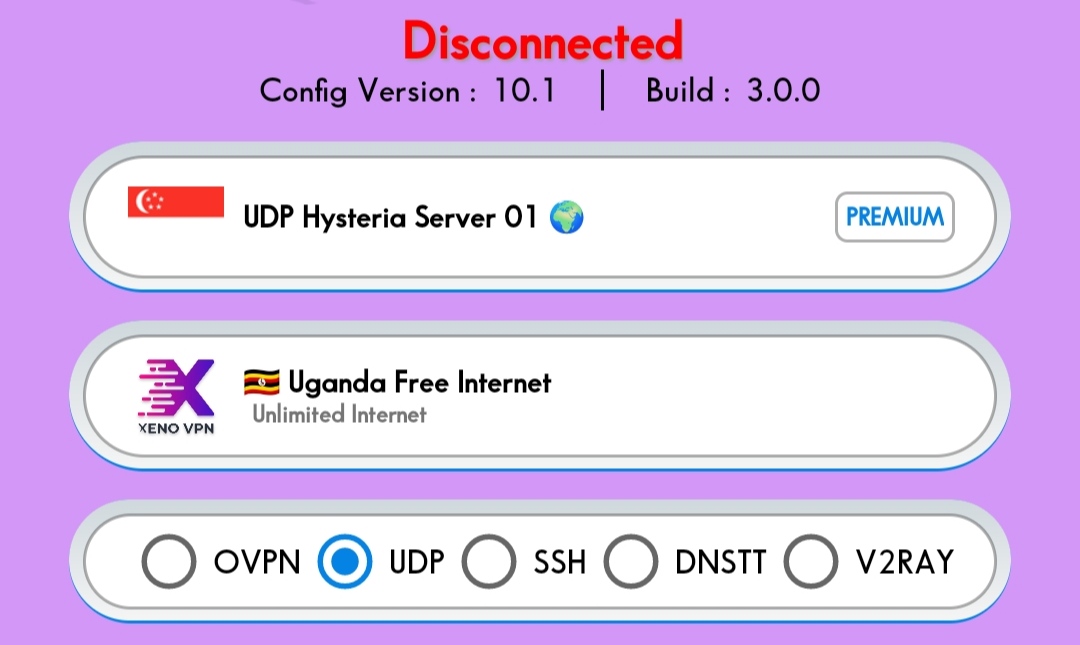 Disconnected
Config Version : 10.1 | Build : 3.0.0
UDP Hysteria Server 01 🌍 PREMIUM
🇺🇬 Uganda Free Internet
Unlimited Internet
XENO VPN
OVPN UDP SSH DNSTT V2RAY